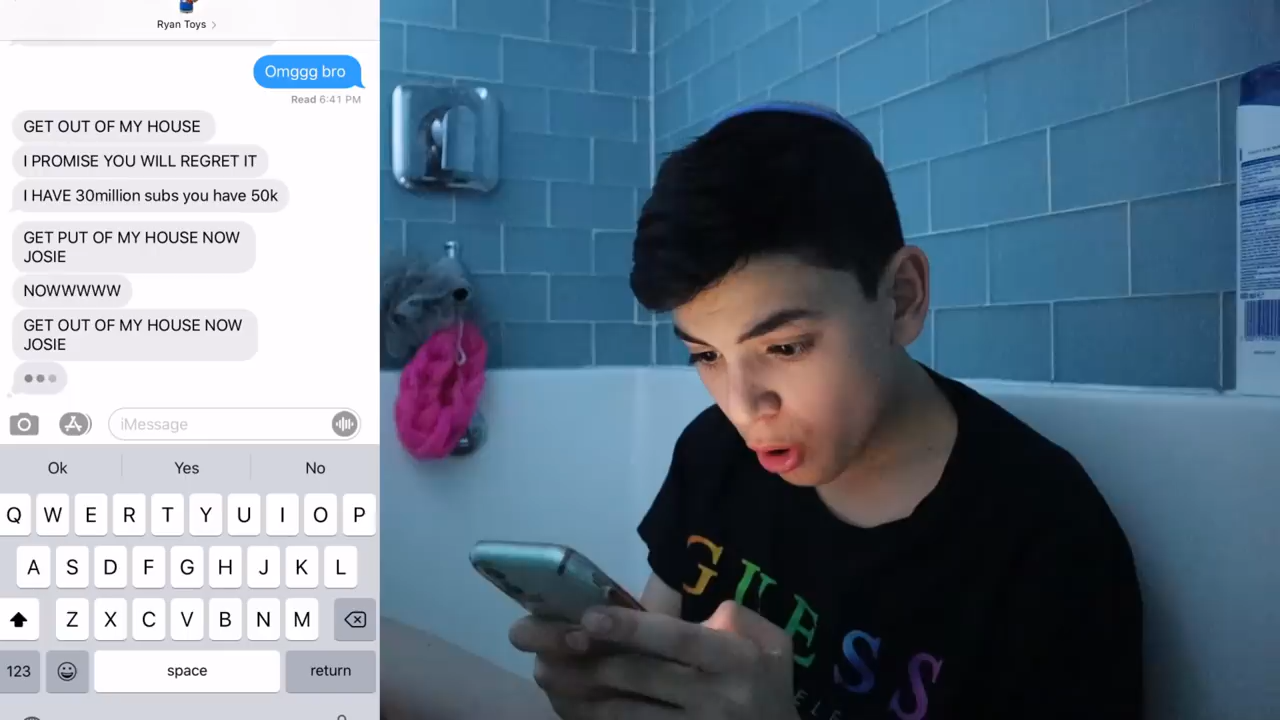 Ryan Toys
Omggg bro
Read 6:41 PM
GET OUT OF MY HOUSE
I PROMISE YOU WILL REGRET IT
I HAVE 30million subs you have 50k
GET PUT OF MY HOUSE NOW
JOSIE
NOWWWWW
GET OUT OF MY HOUSE NOW
JOSIE
iMessage
Ok Yes No
Q W E R T Y U I O P
A S D F G H J K L
Z X C V B N M
123 space return
GUESS